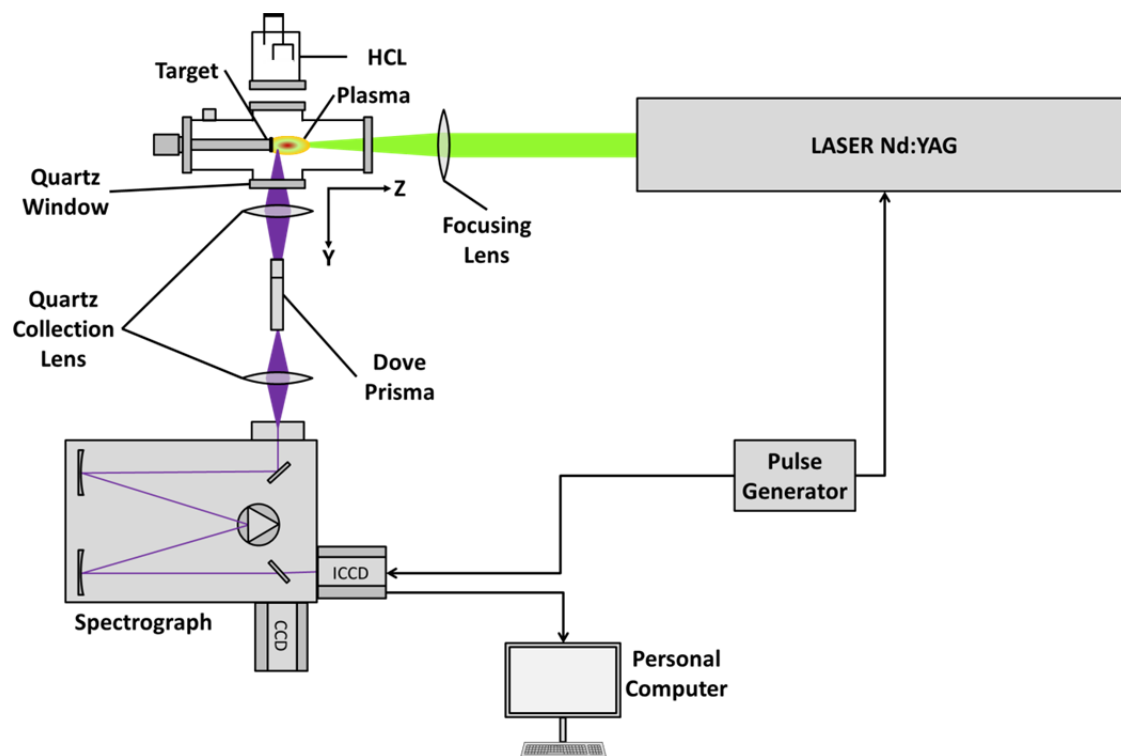 HCL
Target
Plasma
LASER Nd:YAG
Quartz
Window
Z
Y
Focusing
Lens
Quartz
Collection
Lens
Dove
Prisma
Pulse
Generator
ICCD
Spectrograph
CCD
Personal
Computer